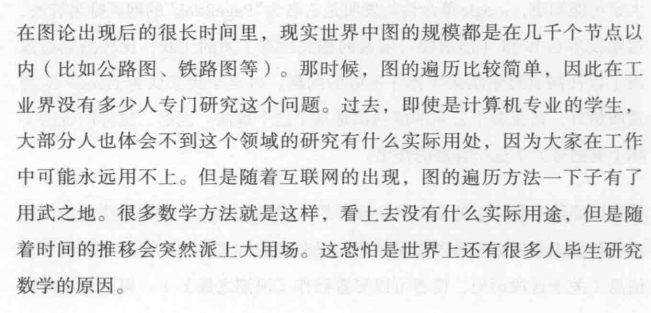 在图论出现后的很长时间里，现实世界中图的规模都是在几千个节点以
内（比如公路图、铁路图等）。那时候，图的遍历比较简单，因此在工
业界没有多少人专门研究这个问题。过去，即使是计算机专业的学生，
大部分人也体会不到这个领域的研究有什么实际用处，因为大家在工作
中可能永远用不上。但是随着互联网的出现，图的遍历方法一下子有了
用武之地。很多数学方法就是这样，看上去没有什么实际用途，但是随
着时间的推移会突然派上大用场。这恐怕是世界上还有很多人毕生研究
数学的原因。